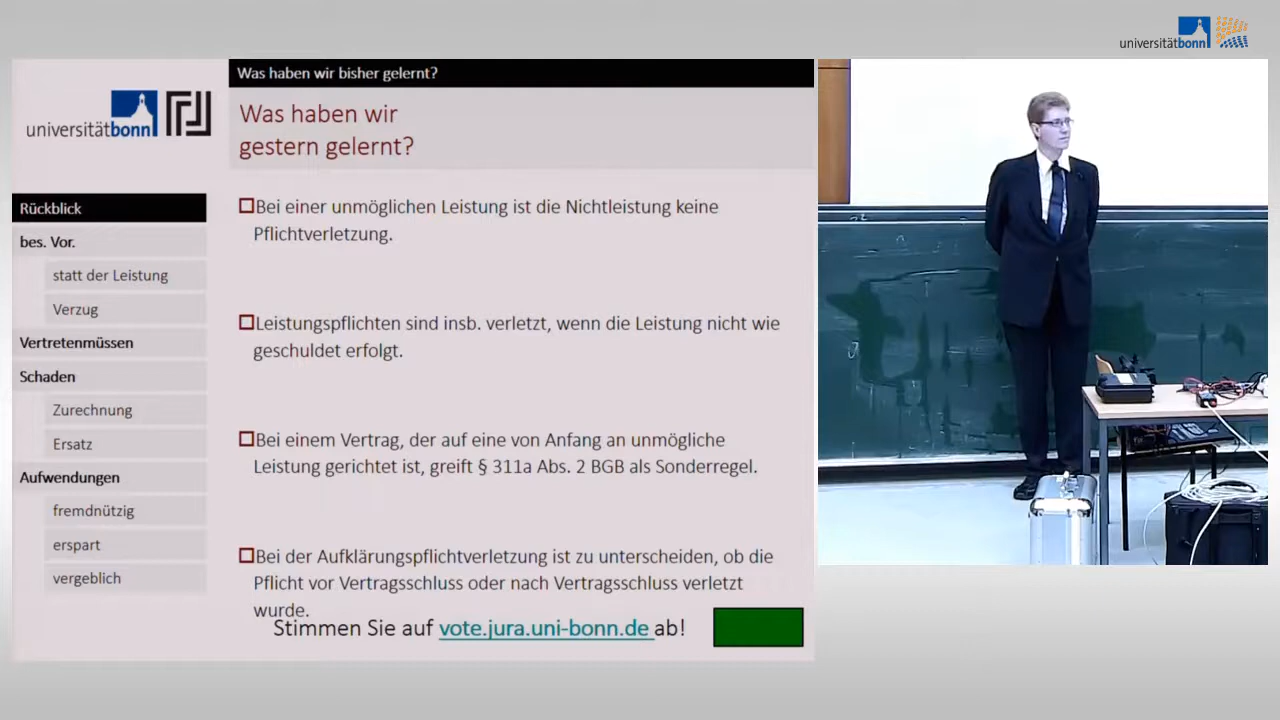 universitätbonn
Was haben wir bisher gelernt?
universitätbonn
Was haben wir
gestern gelernt?
Rückblick
bes. Vor.
statt der Leistung
Verzug
Vertretenmüssen
Schaden
Zurechnung
Ersatz
Aufwendungen
fremdnützig
erspart
vergeblich
Bei einer unmöglichen Leistung ist die Nichtleistung keine
Pflichtverletzung.
Leistungspflichten sind insb. verletzt, wenn die Leistung nicht wie
geschuldet erfolgt.
Bei einem Vertrag, der auf eine von Anfang an unmögliche
Leistung gerichtet ist, greift § 311a Abs. 2 BGB als Sonderregel.
Bei der Aufklärungspflichtverletzung ist zu unterscheiden, ob die
Pflicht vor Vertragsschluss oder nach Vertragsschluss verletzt
wurde.
Stimmen Sie auf vote.jura.uni-bonn.de ab!